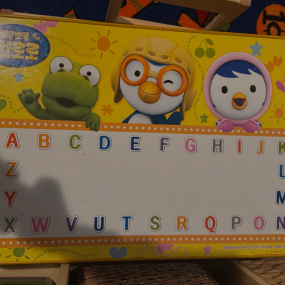 A B C D E F G H I J K
Z L
Y M
X W V U T S R Q P O N